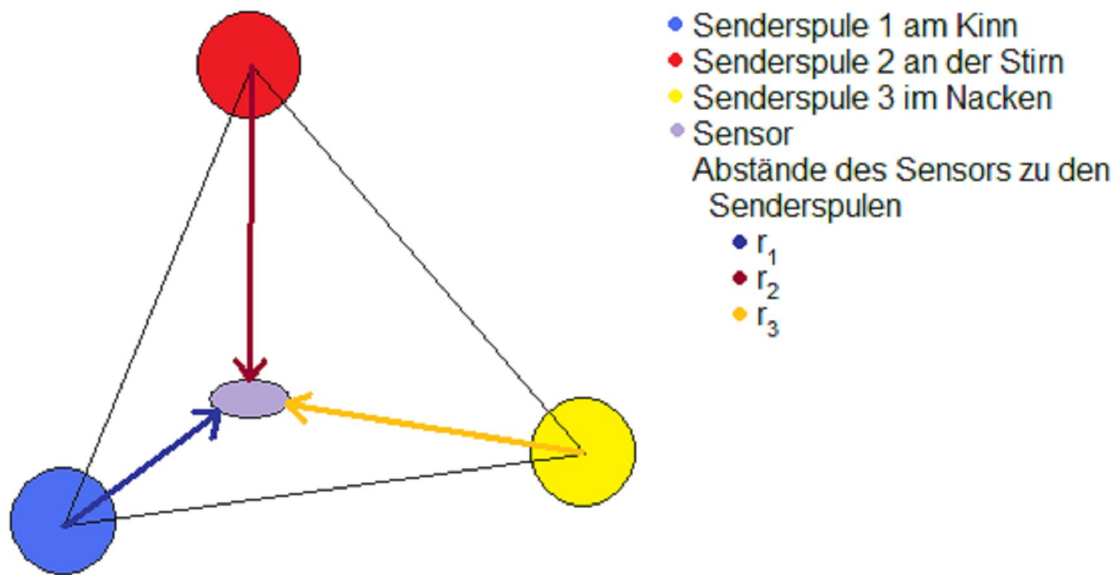 Senderspule 1 am Kinn
Senderspule 2 an der Stirn
Senderspule 3 im Nacken
Sensor
Abstände des Sensors zu den
Senderspulen
r₁
r₂
r₃